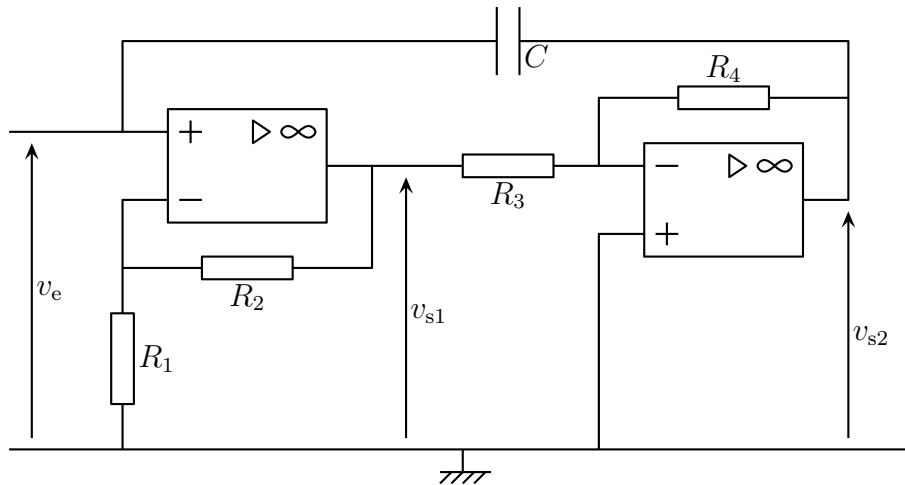 C
R₄
+ ▷ ∞
−
− ▷ ∞
+
R₃
R₂
vₑ
vₛ₁
vₛ₂
R₁